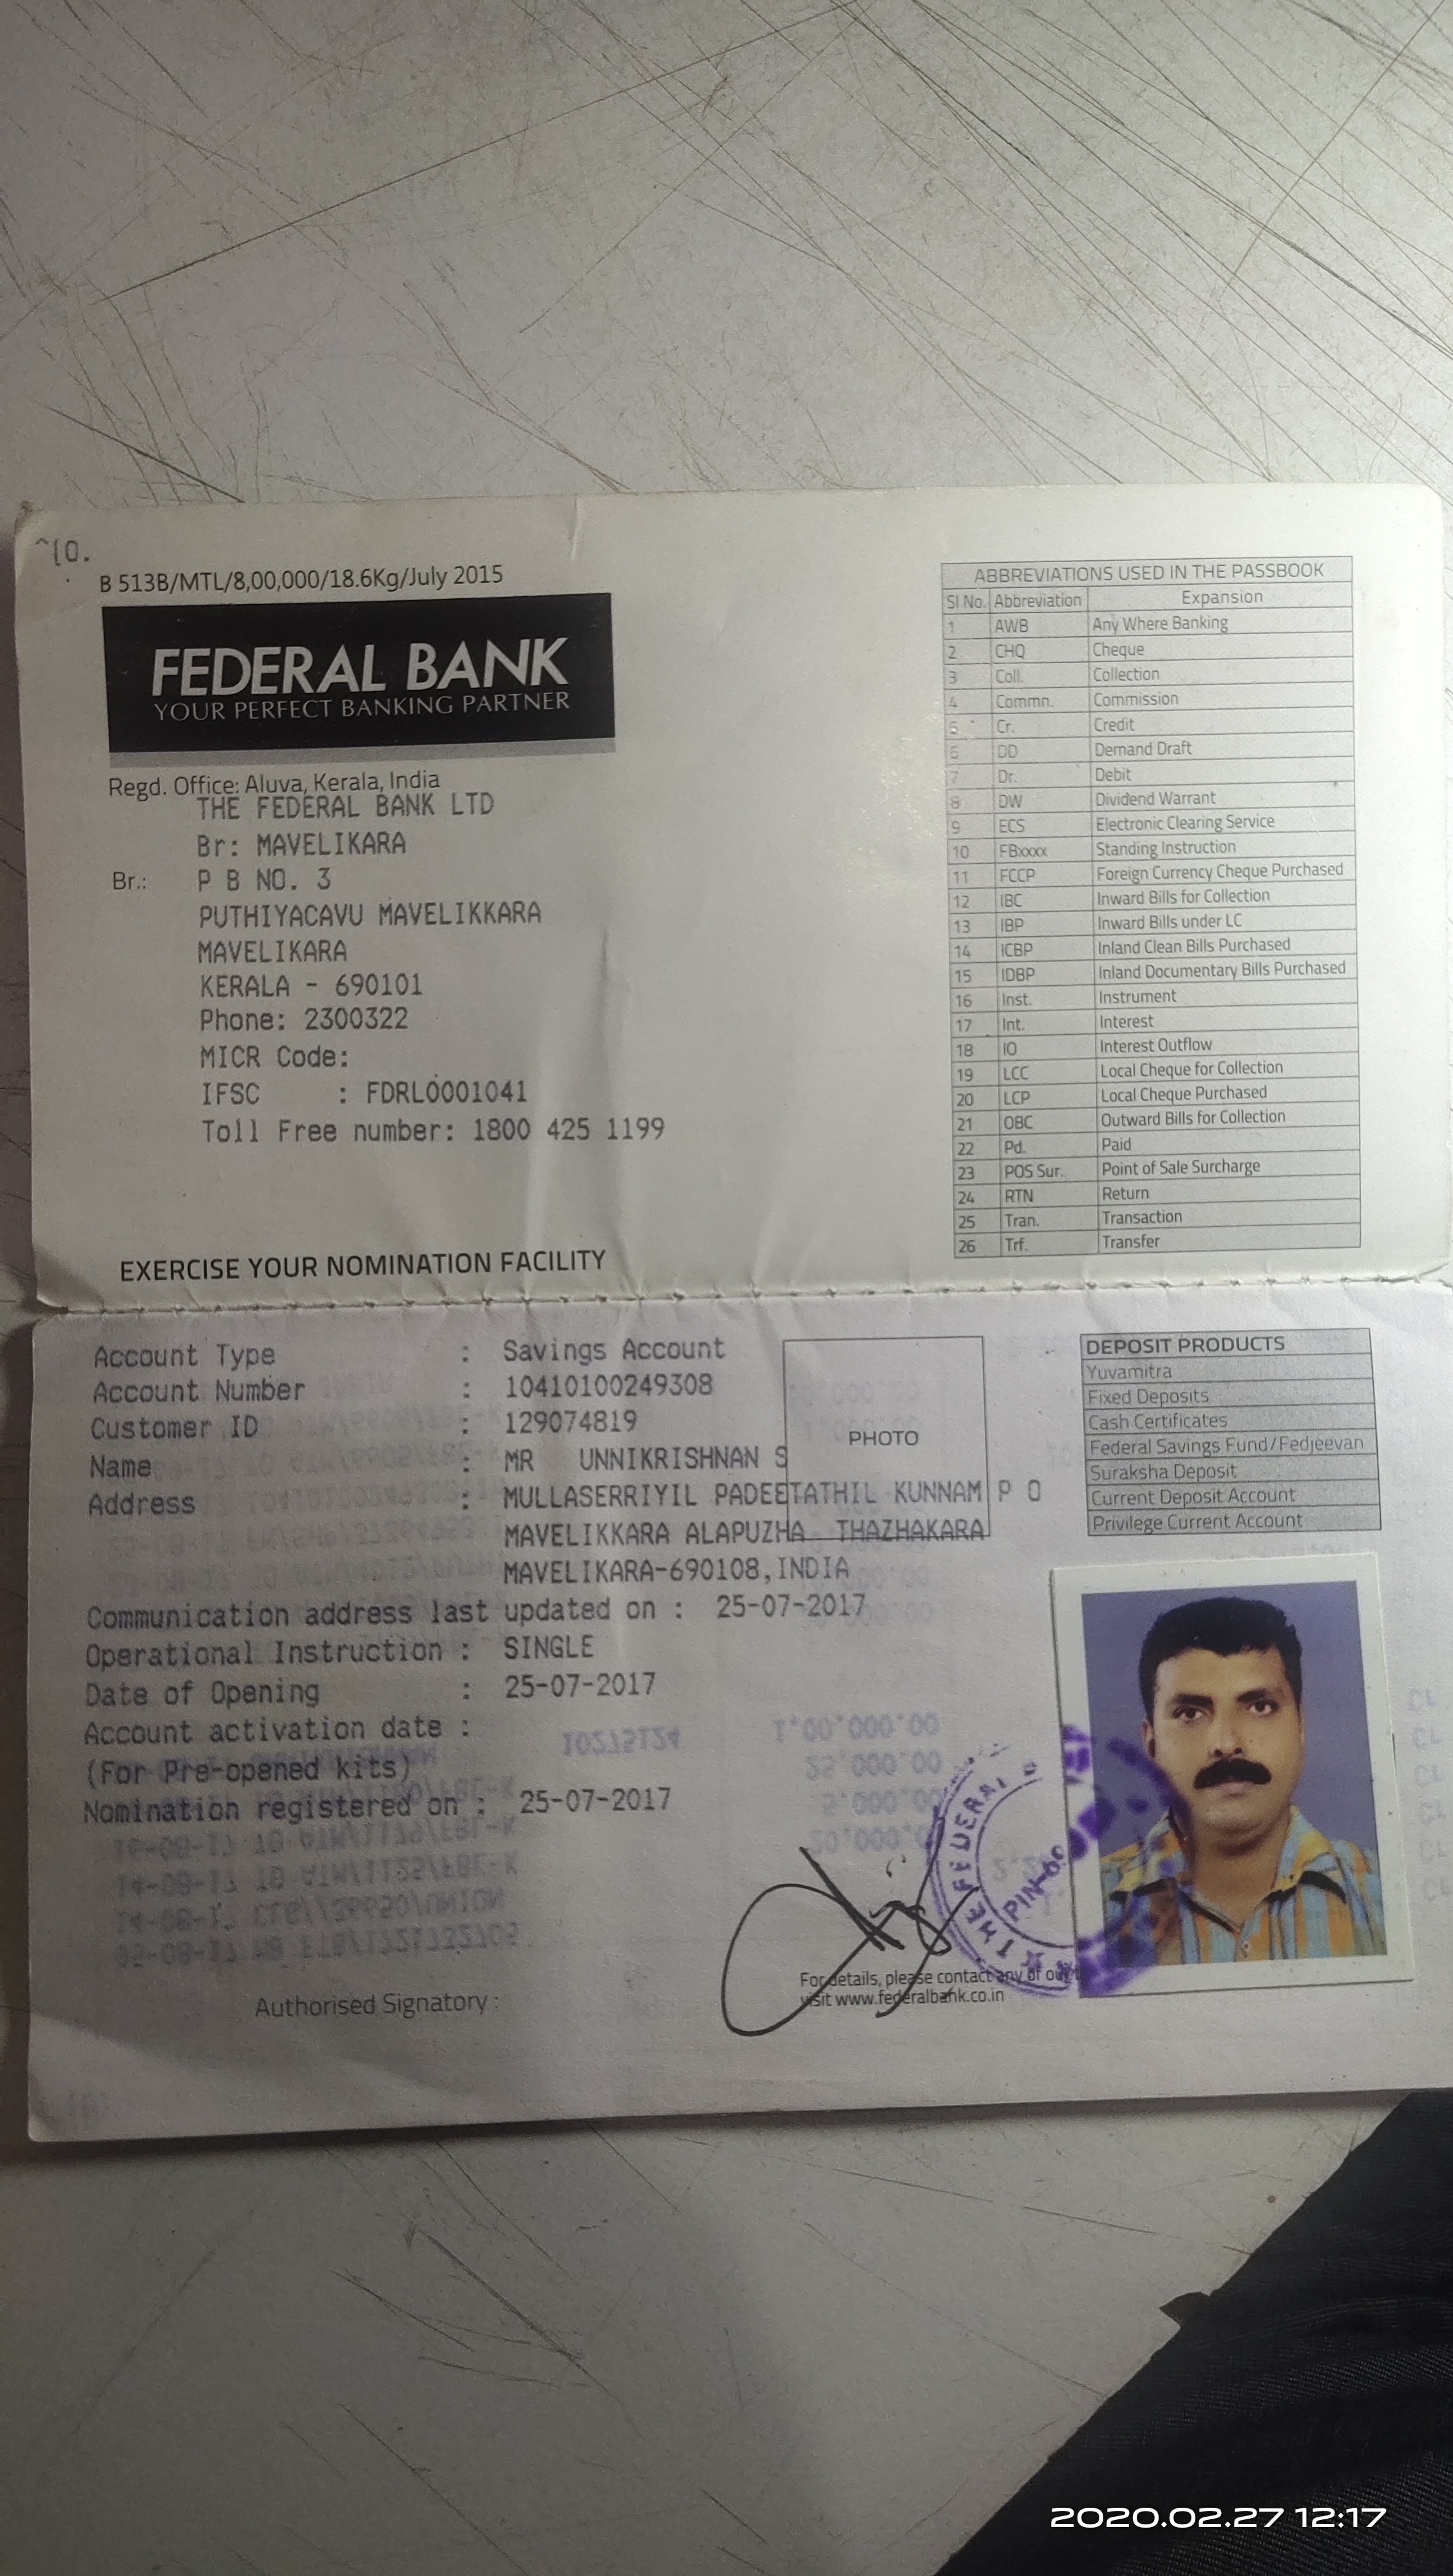 ^[0.
B 513B/MTL/8,00,000/18.6Kg/July 2015
FEDERAL BANK
YOUR PERFECT BANKING PARTNER
Regd. Office: Aluva, Kerala, India
THE FEDERAL BANK LTD
Br: MAVELIKARA
Br.: P B NO. 3
PUTHIYACAVU MAVELIKKARA
MAVELIKARA
KERALA - 690101
Phone: 2300322
MICR Code:
IFSC : FDRL0001041
Toll Free number: 1800 425 1199
EXERCISE YOUR NOMINATION FACILITY
ABBREVIATIONS USED IN THE PASSBOOK
Sl No. Abbreviation Expansion
1 AWB Any Where Banking
2 CHQ Cheque
3 Coll. Collection
4 Commn. Commission
5 Cr. Credit
6 DD Demand Draft
7 Dr. Debit
8 DW Dividend Warrant
9 ECS Electronic Clearing Service
10 FBxxxx Standing Instruction
11 FCCP Foreign Currency Cheque Purchased
12 IBC Inward Bills for Collection
13 IBP Inward Bills under LC
14 ICBP Inland Clean Bills Purchased
15 IDBP Inland Documentary Bills Purchased
16 Inst. Instrument
17 Int. Interest
18 IO Interest Outflow
19 LCC Local Cheque for Collection
20 LCP Local Cheque Purchased
21 OBC Outward Bills for Collection
22 Pd. Paid
23 POS Sur. Point of Sale Surcharge
24 RTN Return
25 Tran. Transaction
26 Trf. Transfer
Account Type : Savings Account
Account Number : 10410100249308
Customer ID : 129074819
Name : MR UNNIKRISHNAN S
Address : MULLASERRIYIL PADEETATHIL KUNNAM P O
MAVELIKKARA ALAPUZHA THAZHAKARA
MAVELIKARA-690108,INDIA
Communication address last updated on : 25-07-2017
Operational Instruction : SINGLE
Date of Opening : 25-07-2017
Account activation date :
(For Pre-opened kits)
Nomination registered on : 25-07-2017
Authorised Signatory :
PHOTO
DEPOSIT PRODUCTS
Yuvamitra
Fixed Deposits
Cash Certificates
Federal Savings Fund/Fedjeevan
Suraksha Deposit
Current Deposit Account
Privilege Current Account
THE FEDERAL
PIN-69
For details, please contact any of our
visit www.federalbank.co.in
2020.02.27 12:17